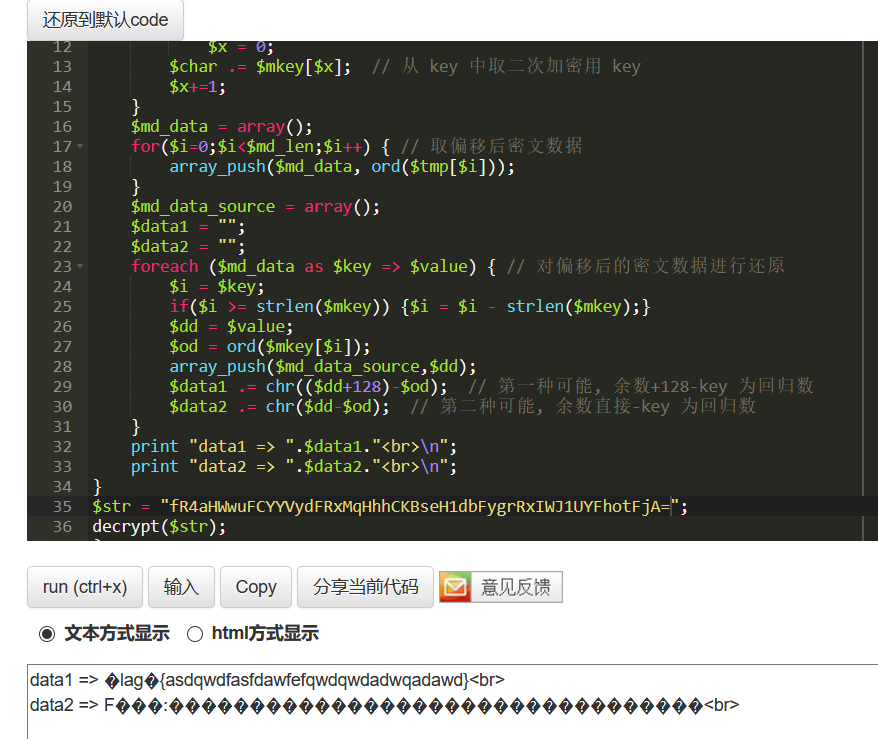 还原到默认code
12 $x = 0;
13 $char .= $mkey[$x]; // 从 key 中取二次加密用 key
14 $x+=1;
15 }
16 $md_data = array();
17 for($i=0;$i<$md_len;$i++) { // 取偏移后密文数据
18 array_push($md_data, ord($tmp[$i]));
19 }
20 $md_data_source = array();
21 $data1 = "";
22 $data2 = "";
23 foreach ($md_data as $key => $value) { // 对偏移后的密文数据进行还原
24 $i = $key;
25 if($i >= strlen($mkey)) {$i = $i - strlen($mkey);}
26 $dd = $value;
27 $od = ord($mkey[$i]);
28 array_push($md_data_source,$dd);
29 $data1 .= chr(($dd+128)-$od); // 第一种可能, 余数+128-key 为回归数
30 $data2 .= chr($dd-$od); // 第二种可能, 余数直接-key 为回归数
31 }
32 print "data1 => ".$data1."<br>\n";
33 print "data2 => ".$data2."<br>\n";
34 }
35 $str = "fR4aHWwuFCYYVydFRxMqHhhCKBseH1dbFygrRxIWJ1UYFhotFjA=";
36 decrypt($str);
run (ctrl+x) 输入 Copy 分享当前代码 意见反馈
文本方式显示 html方式显示
data1 => �lag�{asdqwdfasfdawfefqwdqwdadwqadawd}<br>
data2 => F���:����������������������������������<br>